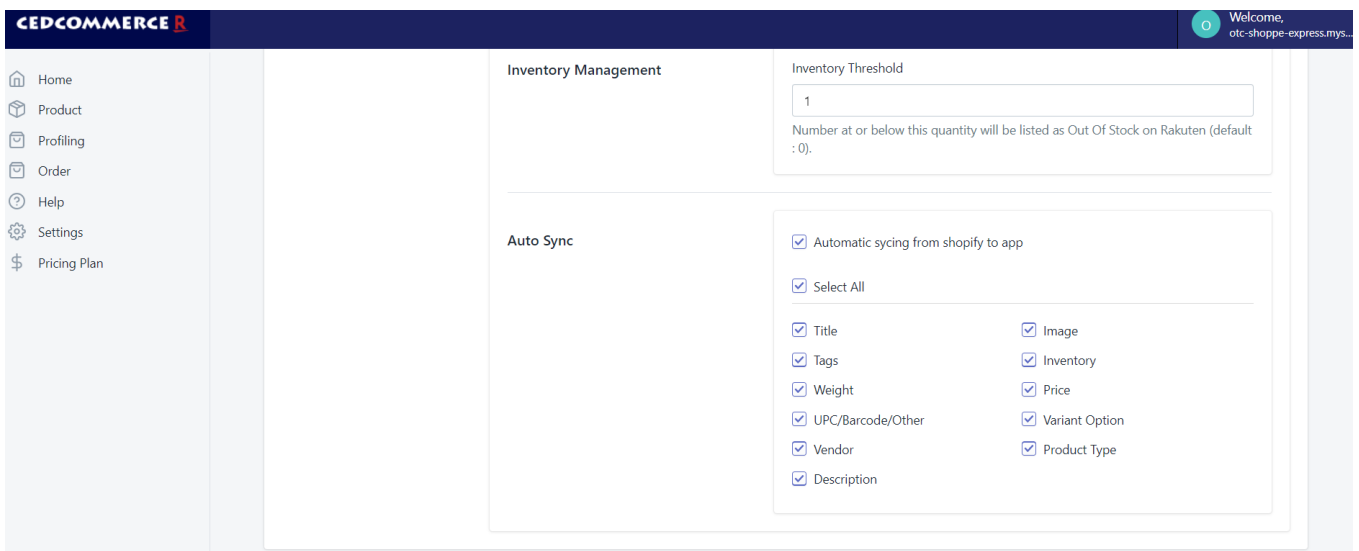 CEDCOMMERCE R
O
Welcome,
otc-shoppe-express.mys...
Home
Product
Profiling
Order
Help
Settings
Pricing Plan
Inventory Management
Inventory Threshold
1
Number at or below this quantity will be listed as Out Of Stock on Rakuten (default
: 0).
Auto Sync
Automatic sycing from shopify to app
Select All
Title
Image
Tags
Inventory
Weight
Price
UPC/Barcode/Other
Variant Option
Vendor
Product Type
Description